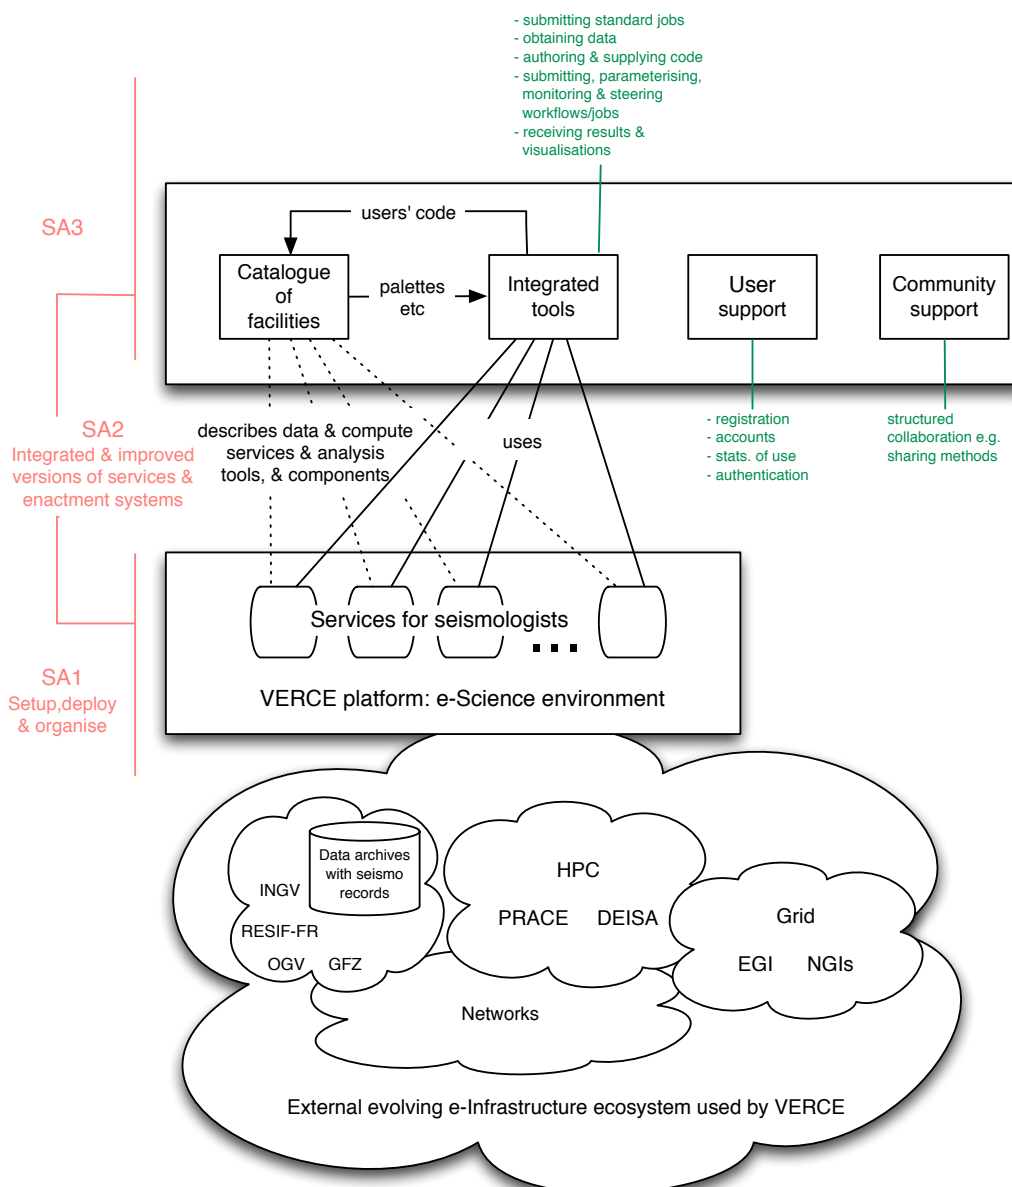 - submitting standard jobs
- obtaining data
- authoring & supplying code
- submitting, parameterising,
monitoring & steering
workflows/jobs
- receiving results &
visualisations
SA3
users' code
Catalogue
of
facilities
palettes
etc
Integrated
tools
User
support
Community
support
SA2
Integrated & improved
versions of services &
enactment systems
describes data & compute
services & analysis
tools, & components
uses
- registration
- accounts
- stats. of use
- authentication
structured
collaboration e.g.
sharing methods
Services for seismologists
...
VERCE platform: e-Science environment
SA1
Setup,deploy
& organise
Data archives
with seismo
records
INGV
RESIF-FR
OGV GFZ
HPC
PRACE DEISA
Grid
EGI NGIs
Networks
External evolving e-Infrastructure ecosystem used by VERCE